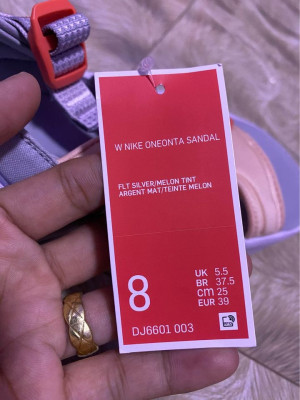 W NIKE ONEONTA SANDAL
FLT SILVER/MELON TINT
ARGENT MAT/TEINTE MELON
8
UK 5.5
BR 37.5
CM 25
EUR 39
DJ6601 003